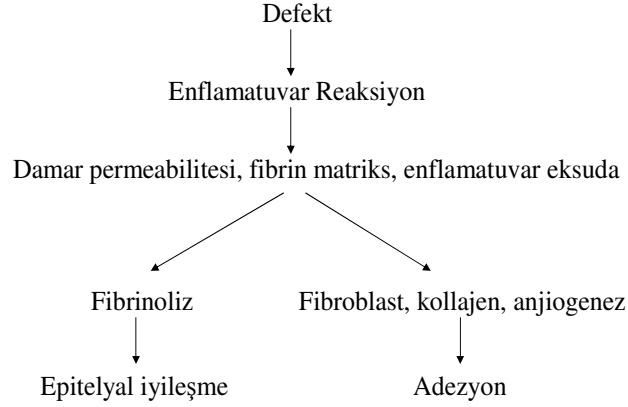 Defekt
Enflamatuvar Reaksiyon
Damar permeabilitesi, fibrin matriks, enflamatuvar eksuda
Fibrinoliz
Fibroblast, kollajen, anjiogenez
Epitelyal iyileşme
Adezyon